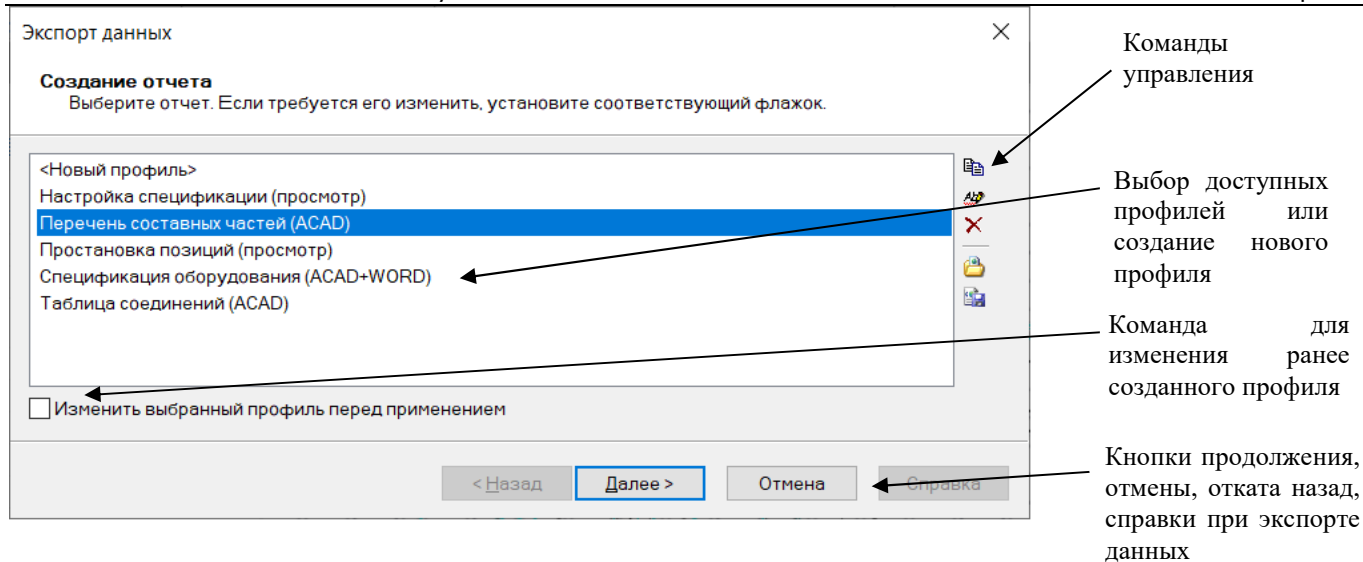 Экспорт данных
Создание отчета
Выберите отчет. Если требуется его изменить, установите соответствующий флажок.
<Новый профиль>
Настройка спецификации (просмотр)
Перечень составных частей (ACAD)
Простановка позиций (просмотр)
Спецификация оборудования (ACAD+WORD)
Таблица соединений (ACAD)
Изменить выбранный профиль перед применением
< Назад
Далее >
Отмена
Справка
Команды
управления
Выбор доступных
профилей или
создание нового
профиля
Команда для
изменения ранее
созданного профиля
Кнопки продолжения,
отмены, отката назад,
справки при экспорте
данных